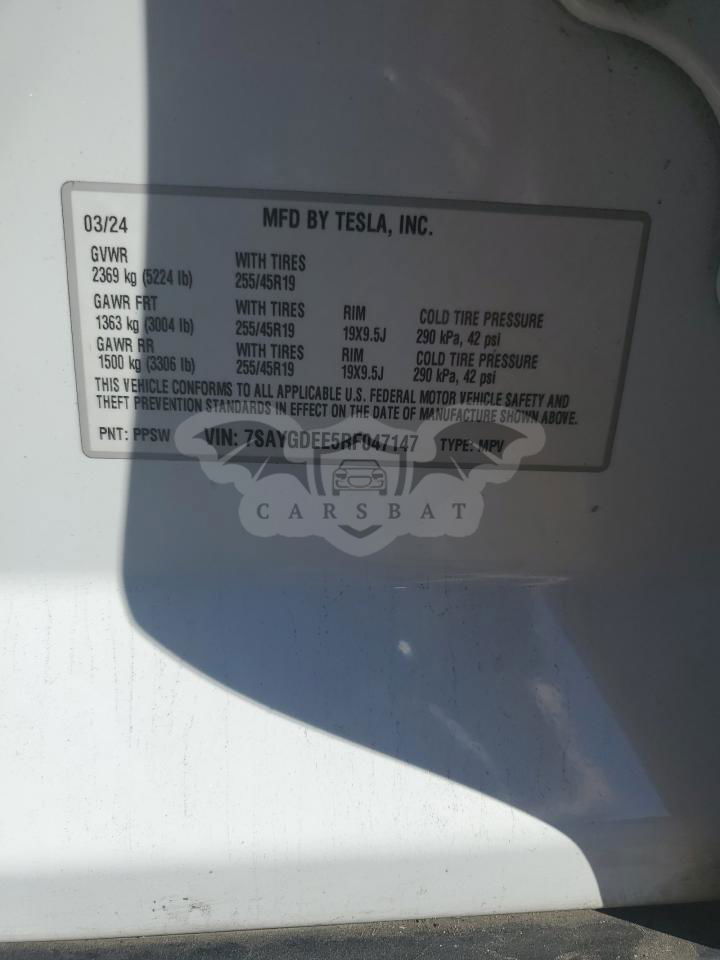 03/24 MFD BY TESLA, INC.
GVWR WITH TIRES
2369 kg (5224 lb) 255/45R19
GAWR FRT WITH TIRES RIM COLD TIRE PRESSURE
1363 kg (3004 lb) 255/45R19 19X9.5J 290 kPa, 42 psi
GAWR RR WITH TIRES RIM COLD TIRE PRESSURE
1500 kg (3306 lb) 255/45R19 19X9.5J 290 kPa, 42 psi
THIS VEHICLE CONFORMS TO ALL APPLICABLE U.S. FEDERAL MOTOR VEHICLE SAFETY AND
THEFT PREVENTION STANDARDS IN EFFECT ON THE DATE OF MANUFACTURE SHOWN ABOVE.
PNT: PPSW VIN: 7SAYGDEE5RF047147 TYPE: MPV
CARSBAT